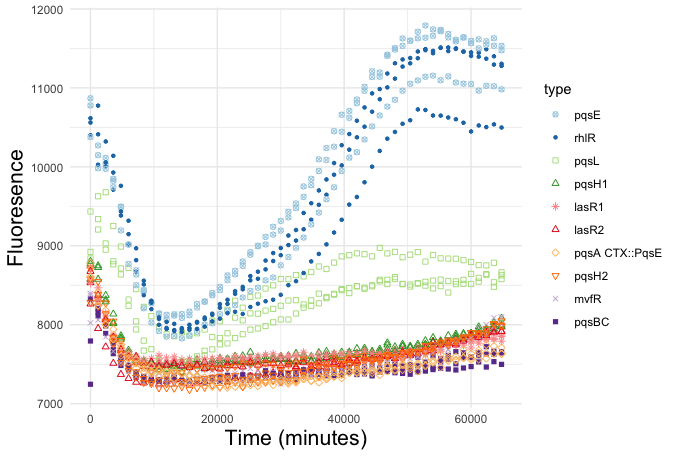 12000
11000
10000
9000
8000
7000
Fluoresence
0
20000
40000
60000
Time (minutes)
type
pqsE
rhlR
pqsL
pqsH1
lasR1
lasR2
pqsA CTX::PqsE
pqsH2
mvfR
pqsBC